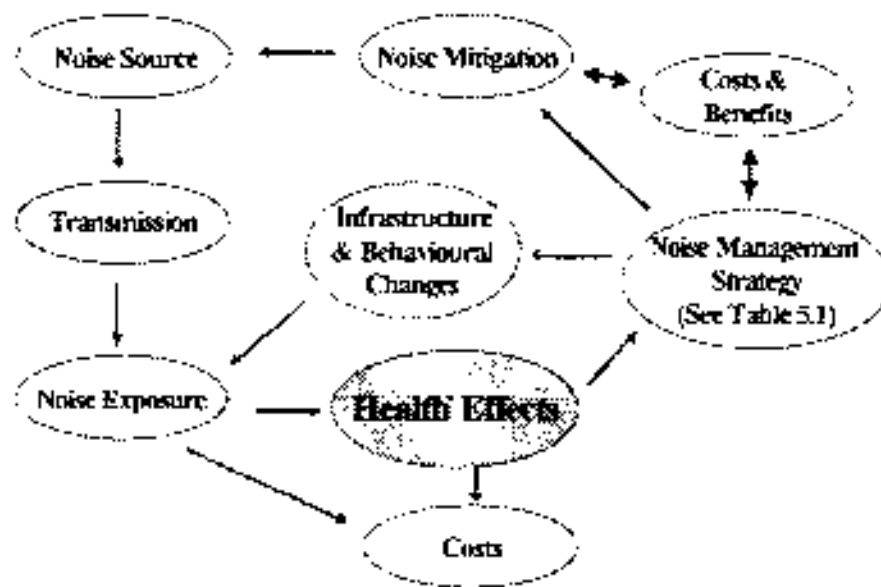 Noise Source
Noise Mitigation
Costs &
Benefits
Transmission
Infrastructure
& Behavioural
Changes
Noise Management
Strategy
(See Table 5.1)
Noise Exposure
Health Effects
Costs